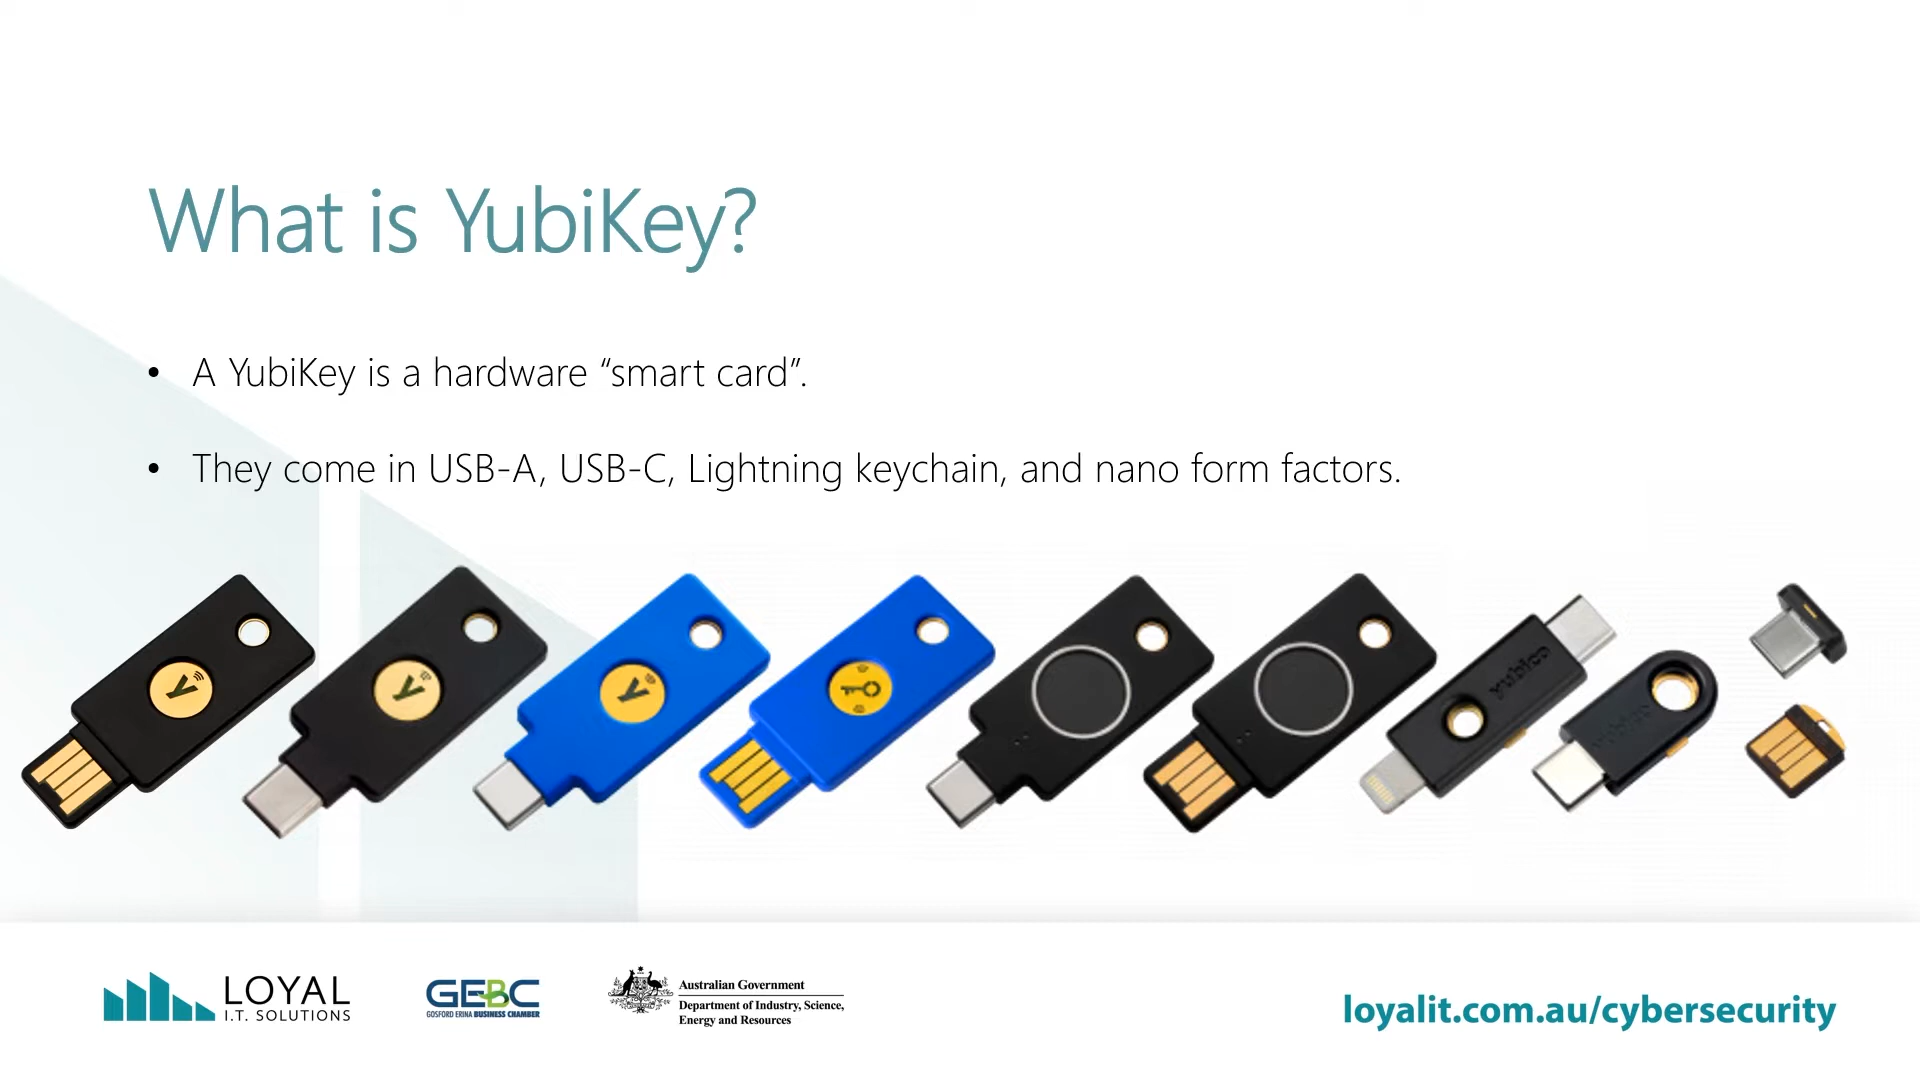 What is YubiKey?
• A YubiKey is a hardware “smart card”.
• They come in USB-A, USB-C, Lightning keychain, and nano form factors.
yubico
LOYAL
I.T. SOLUTIONS
GEBC
GOSFORD ERINA BUSINESS CHAMBER
Australian Government
Department of Industry, Science,
Energy and Resources
loyalit.com.au/cybersecurity